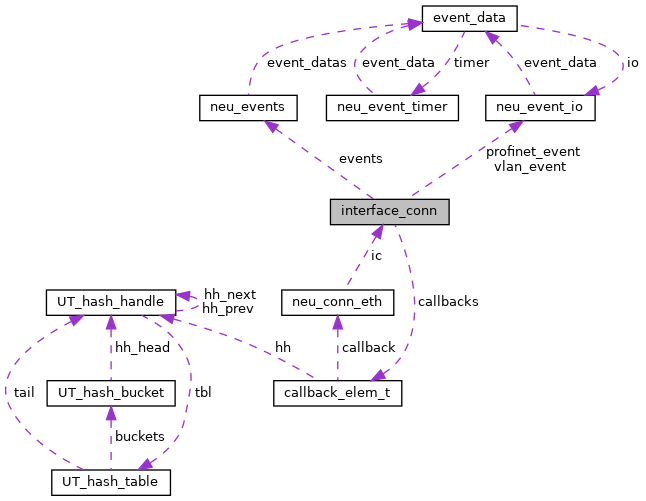 event_data
event_datas
event_data
timer
event_data
io
neu_events
neu_event_timer
neu_event_io
events
profinet_event
vlan_event
interface_conn
ic
callbacks
UT_hash_handle
hh_next
hh_prev
neu_conn_eth
hh_head
hh
callback
tail
UT_hash_bucket
tbl
callback_elem_t
buckets
UT_hash_table